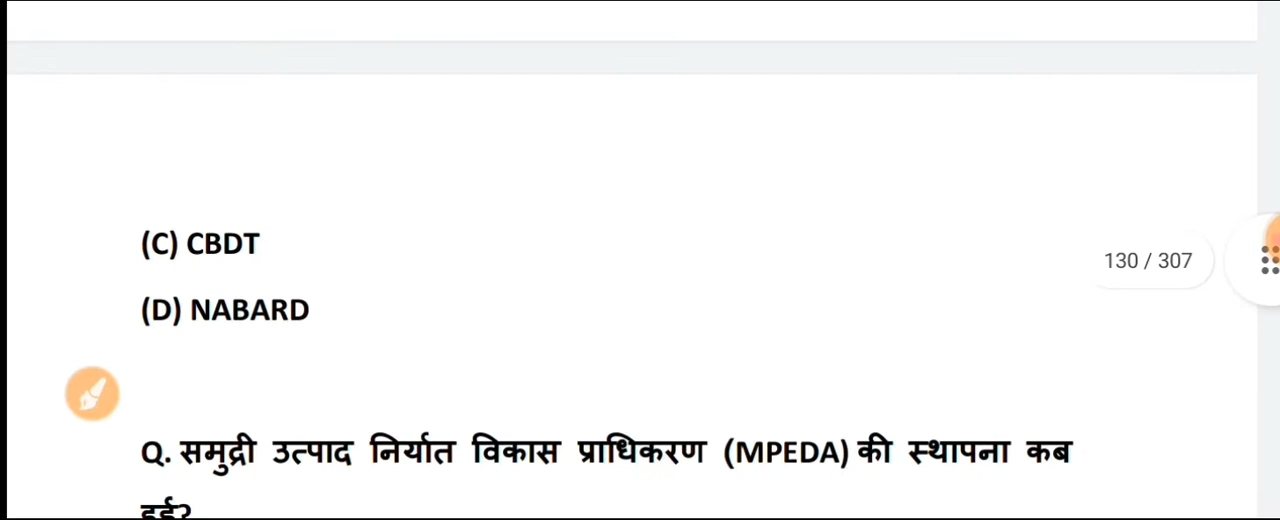 (C) CBDT
130 / 307
(D) NABARD
Q. समुद्री उत्पाद निर्यात विकास प्राधिकरण (MPEDA) की स्थापना कब
हुई?